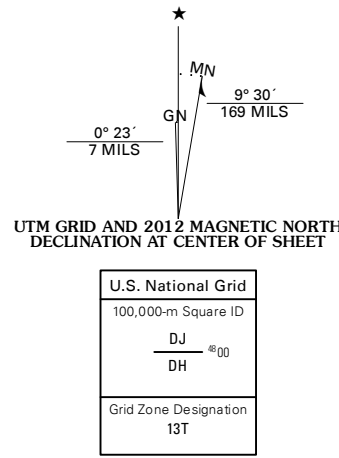 ★
MN
GN
0° 23´
7 MILS
9° 30´
169 MILS
UTM GRID AND 2012 MAGNETIC NORTH
DECLINATION AT CENTER OF SHEET
U.S. National Grid
100,000-m Square ID
DJ
4800
DH
Grid Zone Designation
13T